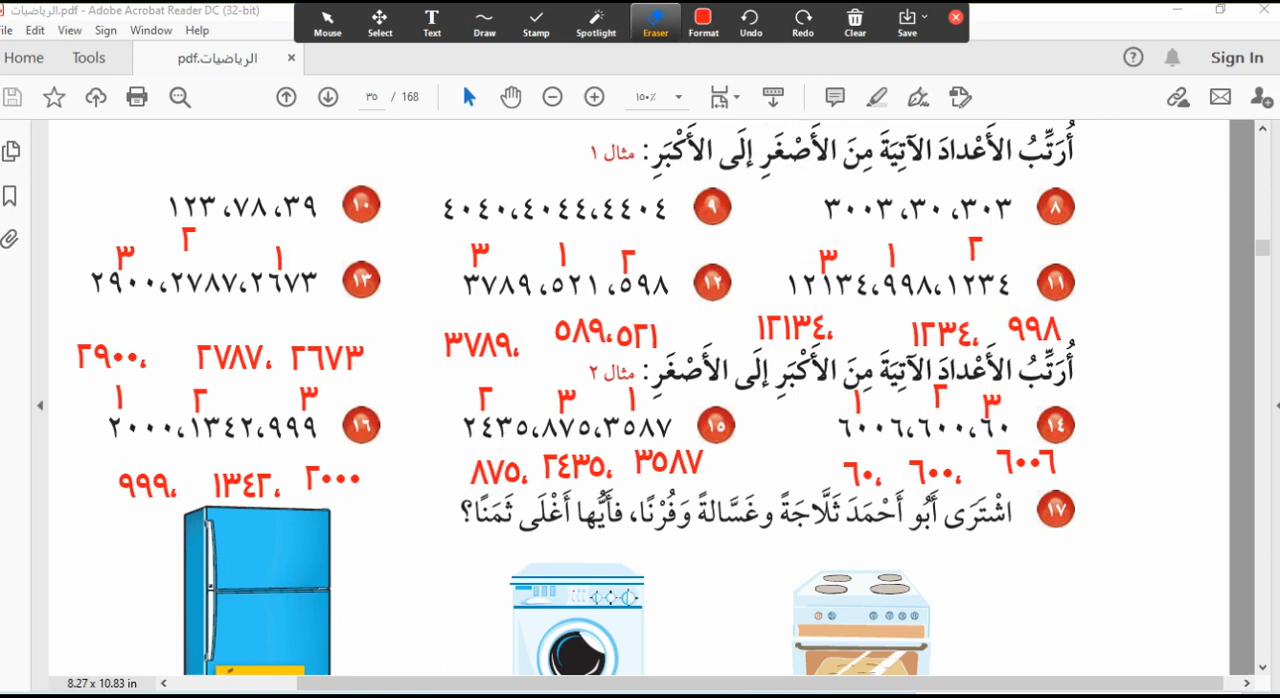 الرياضيات.pdf - Adobe Acrobat Reader DC (32-bit)
Mouse Select Text Draw Stamp Spotlight Eraser Format Undo Redo Clear Save
ile Edit View Sign Window Help
Home Tools الرياضيات.pdf Sign In
٣٥ / 168 ١٥٠٪
أُرَتِّبُ الأَعْدادَ الآتِيَةَ مِنَ الأَصْغَرِ إلَى الأَكْبَرِ: مثال ١
٨ ٣٠٣، ٣٠، ٣٠٠٣ ٩ ٤٤٠٤،٤٠٤٤،٤٠٤٠ ١٠ ٣٩، ٧٨، ١٢٣
٢ ١ ٣ ٢ ١ ٣ ١ ٢ ٣
١١ ١٢٣٤،٩٩٨،١٢١٣٤ ١٢ ٥٩٨، ٥٢١، ٣٧٨٩ ١٣ ٢٦٧٣،٢٧٨٧،٢٩٠٠
٩٩٨ ١٢٣٤، ١٢١٣٤، ٥٢١،٥٨٩ ٣٧٨٩، ٢٦٧٣ ٢٧٨٧، ٢٩٠٠،
أُرَتِّبُ الأَعْدادَ الآتِيَةَ مِنَ الأَكْبَرِ إلَى الأَصْغَرِ: مثال ٢
٣ ٢ ١ ١ ٣ ٢ ٣ ٢ ١
١٤ ٦٠،٦٠٠،٦٠٠٦ ١٥ ٣٥٨٧،٨٧٥،٢٤٣٥ ١٦ ٩٩٩،١٣٤٢،٢٠٠٠
٦٠٠٦ ٦٠٠، ٦٠، ٣٥٨٧ ٢٤٣٥، ٨٧٥، ٢٠٠٠ ١٣٤٢، ٩٩٩،
١٧ اشْتَرَى أَبُو أَحْمَدَ ثَلَّاجَةً وغَسَّالةً وَفُرْنًا، فأَيُّها أَغْلَى ثَمَنًا؟
8.27 x 10.83 in